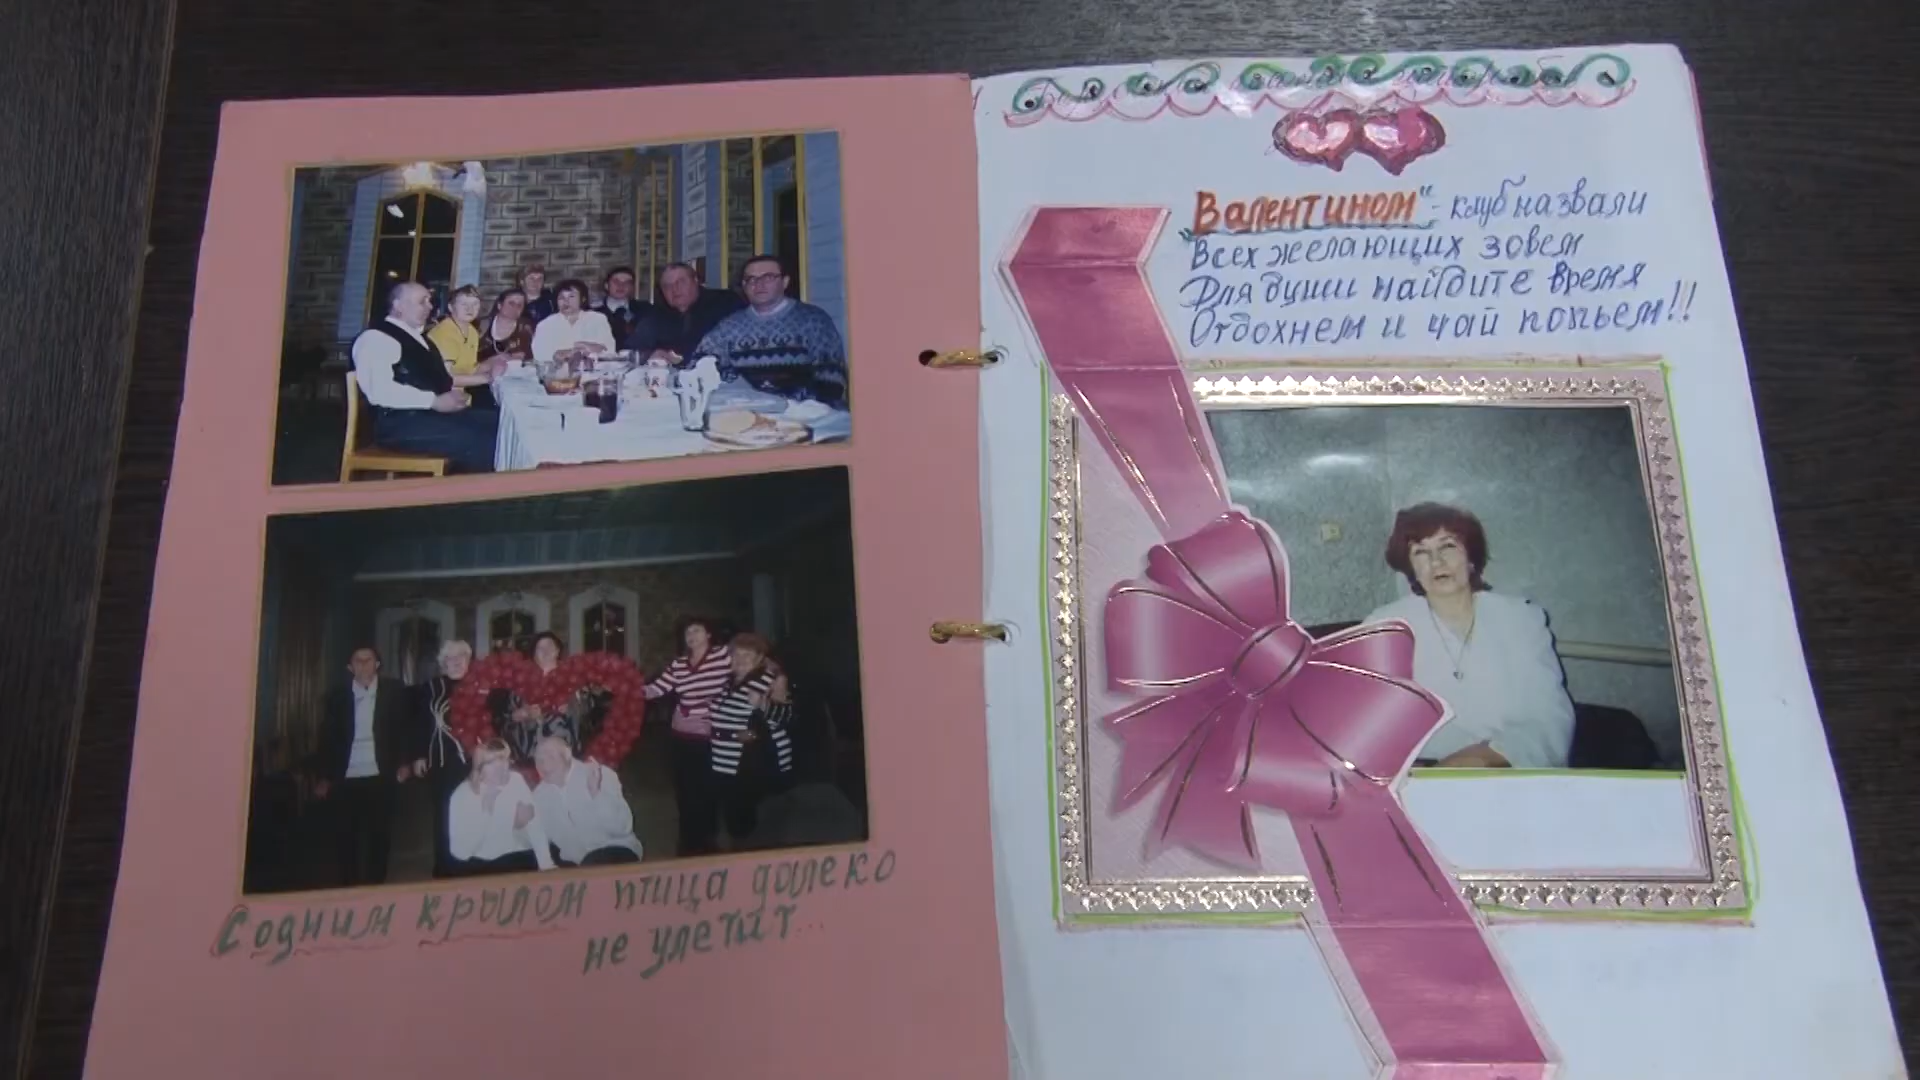 С одним крылом птица далеко
не улетит...
"Валентином" - клуб назвали
Всех желающих зовем
Для души найдите время
Отдохнем и чай попьем!!